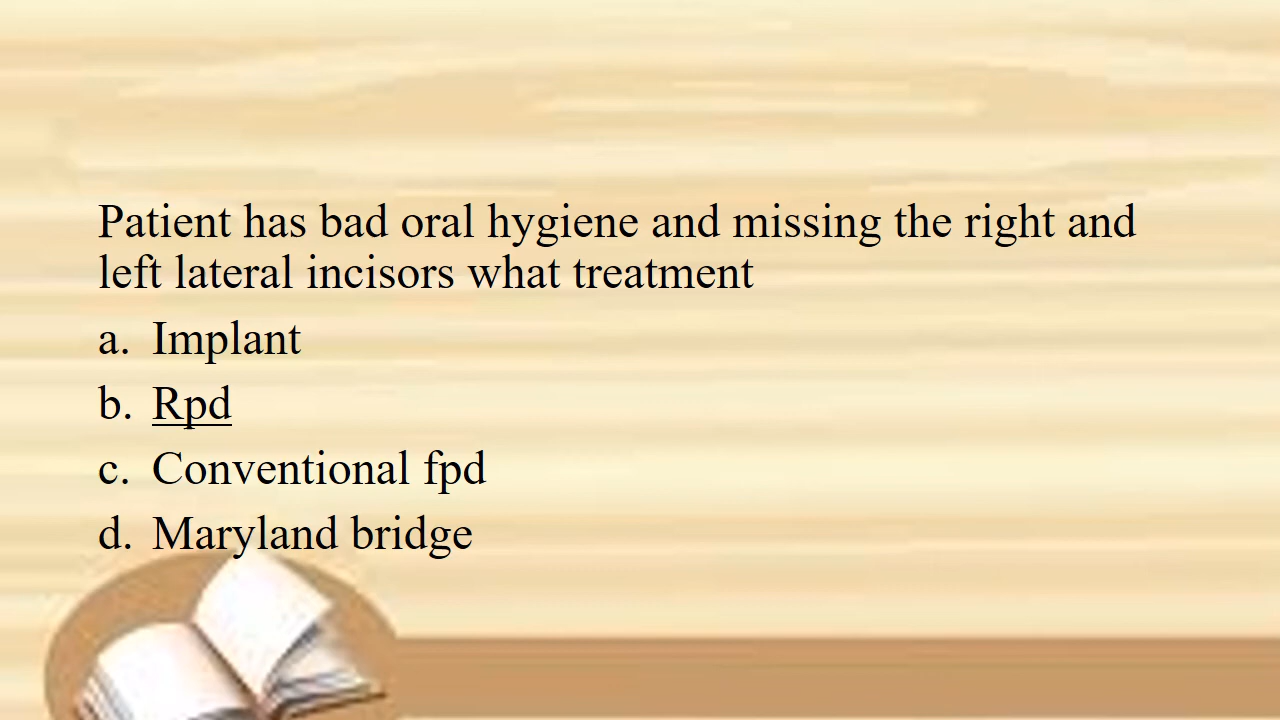 Patient has bad oral hygiene and missing the right and
left lateral incisors what treatment
a. Implant
b. Rpd
c. Conventional fpd
d. Maryland bridge